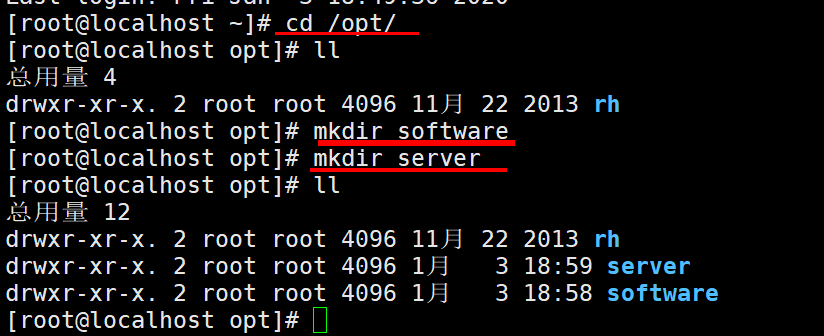 [root@localhost ~]# cd /opt/
[root@localhost opt]# ll
总用量 4
drwxr-xr-x. 2 root root 4096 11月 22 2013 rh
[root@localhost opt]# mkdir software
[root@localhost opt]# mkdir server
[root@localhost opt]# ll
总用量 12
drwxr-xr-x. 2 root root 4096 11月 22 2013 rh
drwxr-xr-x. 2 root root 4096 1月   3 18:59 server
drwxr-xr-x. 2 root root 4096 1月   3 18:58 software
[root@localhost opt]#